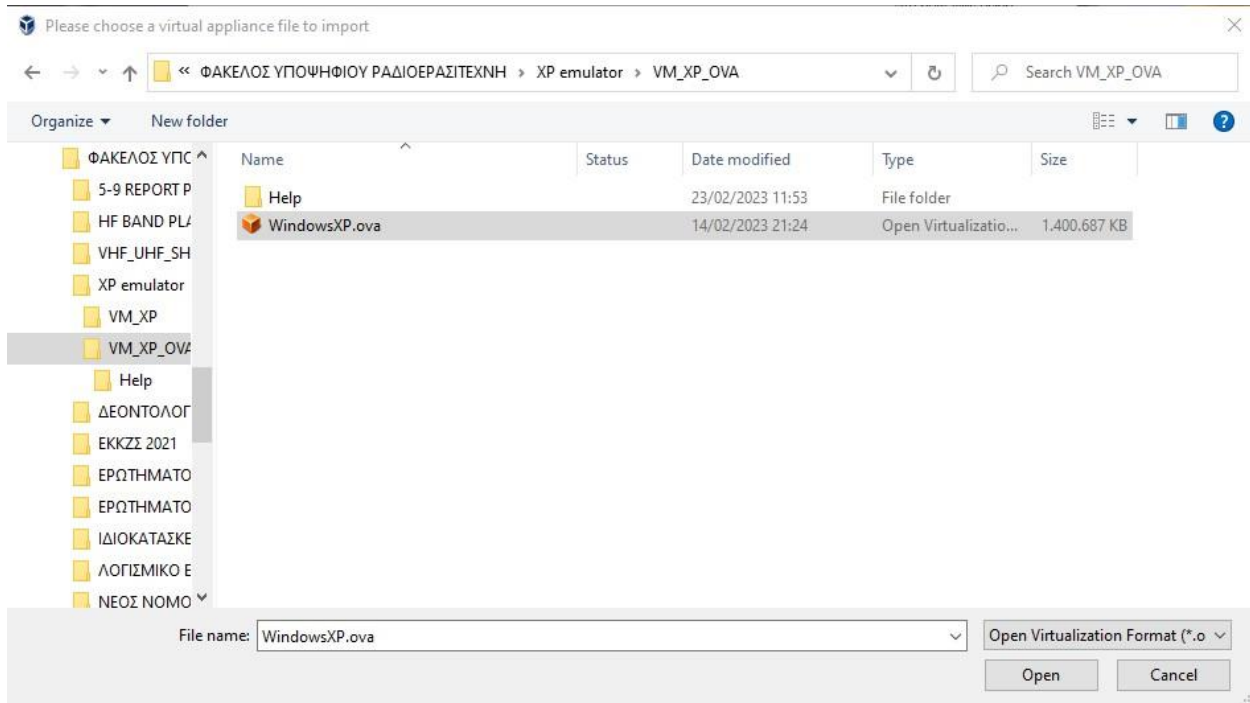 Please choose a virtual appliance file to import
« ΦΑΚΕΛΟΣ ΥΠΟΨΗΦΙΟΥ ΡΑΔΙΟΕΡΑΣΙΤΕΧΝΗ › XP emulator › VM_XP_OVA
Search VM_XP_OVA
Organize New folder
Name Status Date modified Type Size
Help 23/02/2023 11:53 File folder
WindowsXP.ova 14/02/2023 21:24 Open Virtualizatio... 1.400.687 KB
ΦΑΚΕΛΟΣ ΥΠΟ
5-9 REPORT P
HF BAND PLA
VHF_UHF_SH
XP emulator
VM_XP
VM_XP_OVA
Help
ΔΕΟΝΤΟΛΟΓ
ΕΚΚΖΣ 2021
ΕΡΩΤΗΜΑΤΟ
ΕΡΩΤΗΜΑΤΟ
ΙΔΙΟΚΑΤΑΣΚΕ
ΛΟΓΙΣΜΙΚΟ Ε
ΝΕΟΣ ΝΟΜΟ
File name: WindowsXP.ova
Open Virtualization Format (*.o
Open Cancel